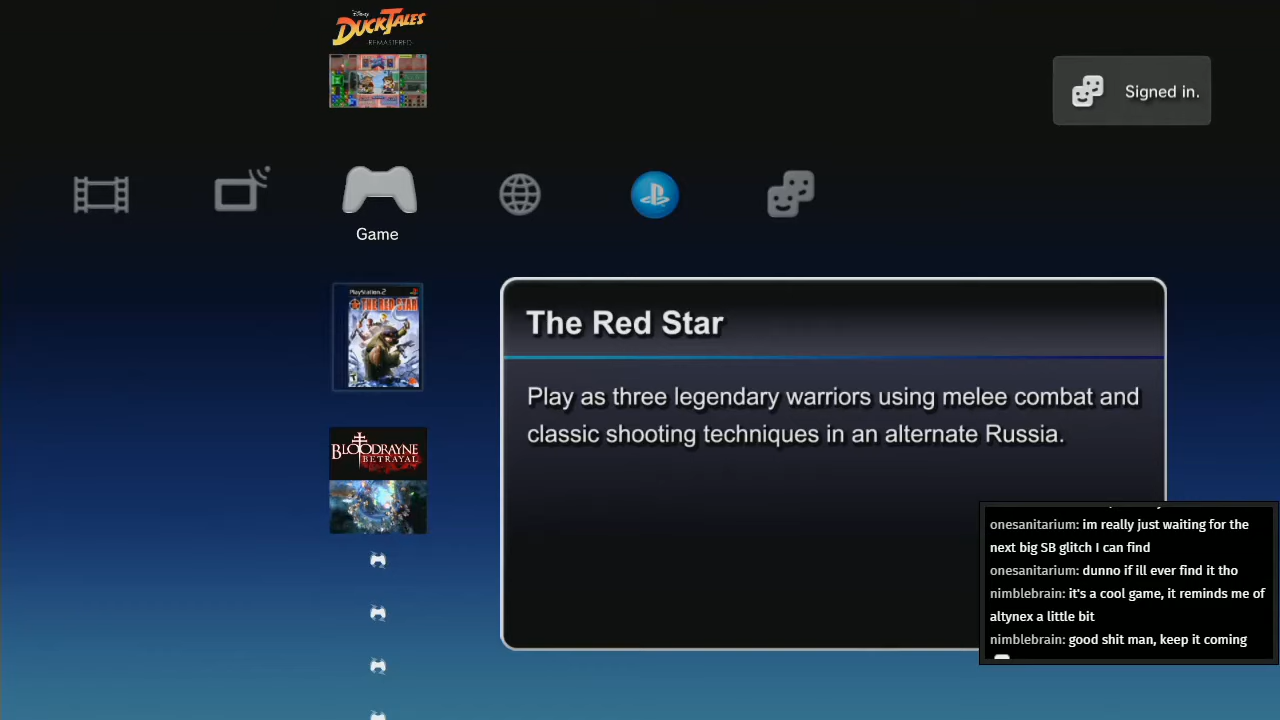 Disney
DUCKTALES
REMASTERED
Signed in.
Game
PlayStation 2
THE RED STAR
The Red Star
Play as three legendary warriors using melee combat and
classic shooting techniques in an alternate Russia.
BLOODRAYNE
BETRAYAL
onesanitarium: im really just waiting for the
next big SB glitch I can find
onesanitarium: dunno if ill ever find it tho
nimblebrain: it's a cool game, it reminds me of
altynex a little bit
nimblebrain: good shit man, keep it coming